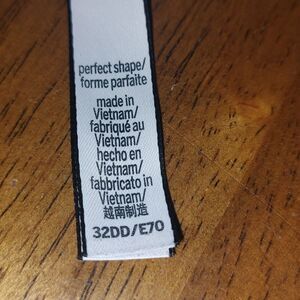 perfect shape/
forme parfaite
made in
Vietnam/
fabriqué au
Vietnam/
hecho en
Vietnam/
fabbricato in
Vietnam/
越南制造
32DD/E70